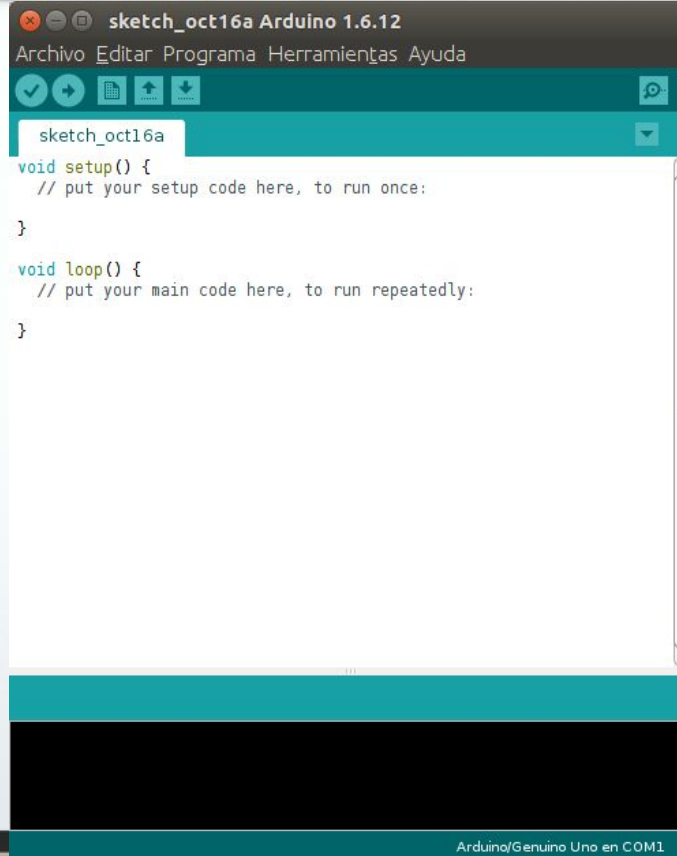 sketch_oct16a Arduino 1.6.12
Archivo Editar Programa Herramientas Ayuda
sketch_oct16a
void setup() {
  // put your setup code here, to run once:
}
void loop() {
  // put your main code here, to run repeatedly:
}
Arduino/Genuino Uno en COM1